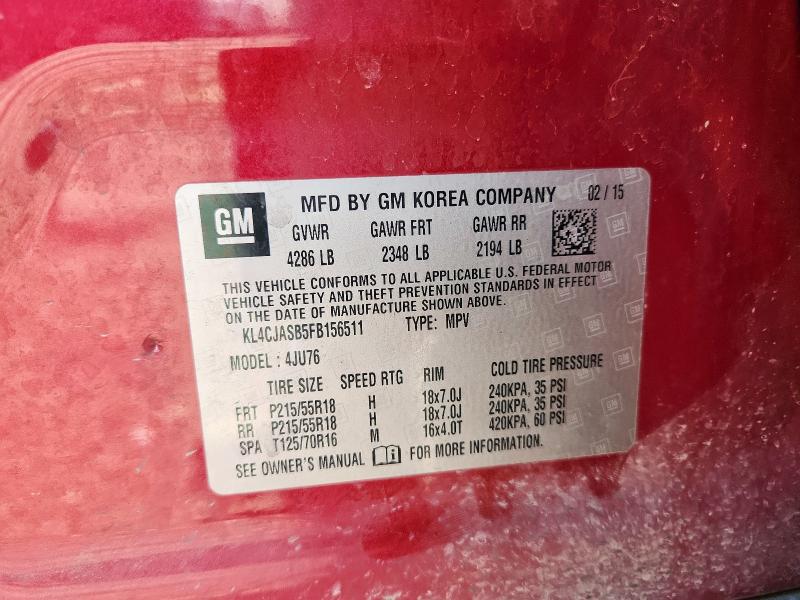 GM
MFD BY GM KOREA COMPANY 02 / 15
GVWR GAWR FRT GAWR RR
4286 LB 2348 LB 2194 LB
THIS VEHICLE CONFORMS TO ALL APPLICABLE U.S. FEDERAL MOTOR
VEHICLE SAFETY AND THEFT PREVENTION STANDARDS IN EFFECT
ON THE DATE OF MANUFACTURE SHOWN ABOVE.
KL4CJASB5FB156511 TYPE: MPV
MODEL : 4JU76
TIRE SIZE SPEED RTG RIM COLD TIRE PRESSURE
FRT P215/55R18 H 18x7.0J 240KPA, 35 PSI
RR P215/55R18 H 18x7.0J 240KPA, 35 PSI
SPA T125/70R16 M 16x4.0T 420KPA, 60 PSI
SEE OWNER'S MANUAL FOR MORE INFORMATION.